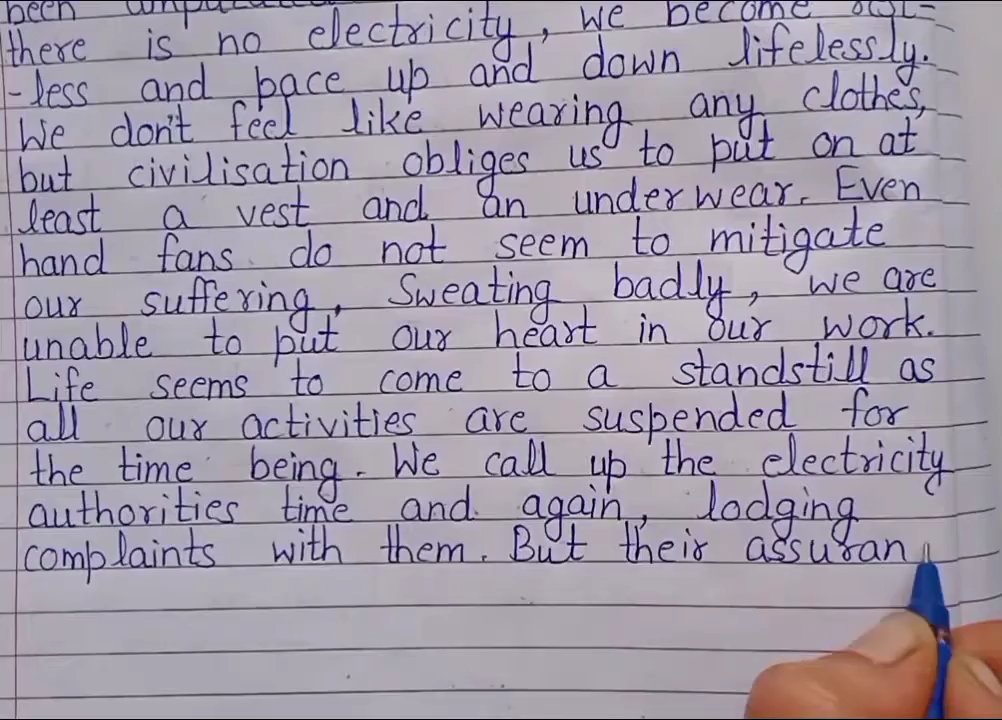 been
there is no electricity, we become
-less and pace up and down lifelessly.
We don't feel like wearing any clothes,
but civilisation obliges us to put on at
least a vest and an underwear. Even
hand fans do not seem to mitigate
our suffering. Sweating badly, we are
unable to put our heart in our work.
Life seems to come to a standstill as
all our activities are suspended for
the time being. We call up the electricity
authorities time and again, lodging
complaints with them. But their assuran